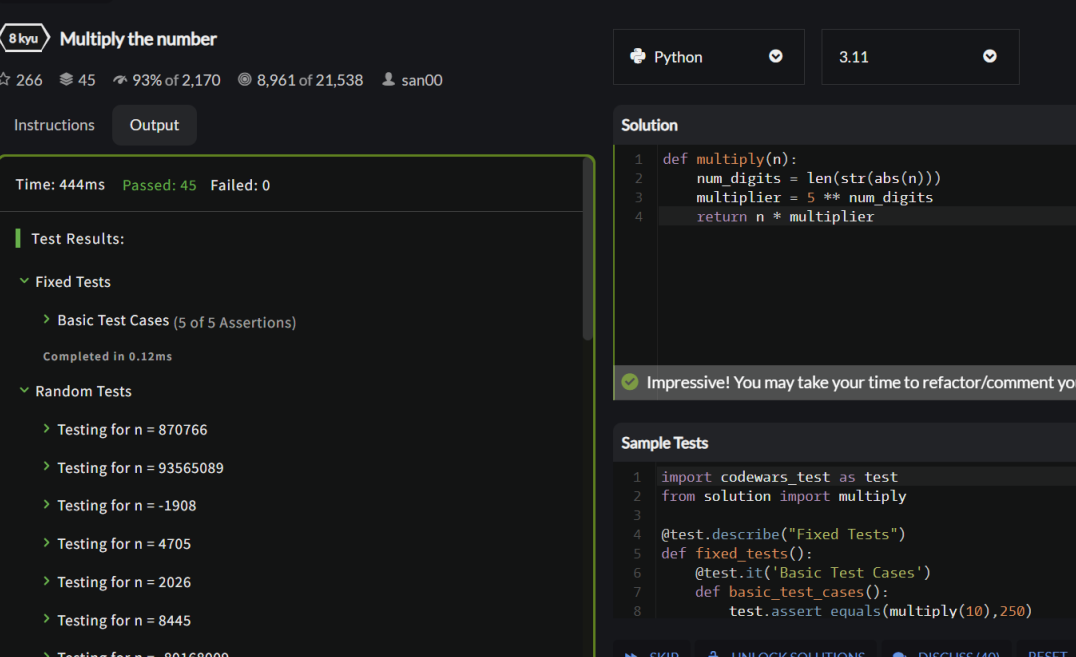 8 kyu Multiply the number
266 45 93% of 2,170 8,961 of 21,538 san00
Instructions Output
Time: 444ms Passed: 45 Failed: 0
Test Results:
Fixed Tests
Basic Test Cases (5 of 5 Assertions)
Completed in 0.12ms
Random Tests
Testing for n = 870766
Testing for n = 93565089
Testing for n = -1908
Testing for n = 4705
Testing for n = 2026
Testing for n = 8445
Python 3.11
Solution
1 def multiply(n):
2 num_digits = len(str(abs(n)))
3 multiplier = 5 ** num_digits
4 return n * multiplier
Impressive! You may take your time to refactor/comment yo
Sample Tests
1 import codewars_test as test
2 from solution import multiply
3
4 @test.describe("Fixed Tests")
5 def fixed_tests():
6 @test.it('Basic Test Cases')
7 def basic_test_cases():
8 test.assert_equals(multiply(10),250)
SKIP UNLOCK SOLUTIONS DISCUSS (40) RESET